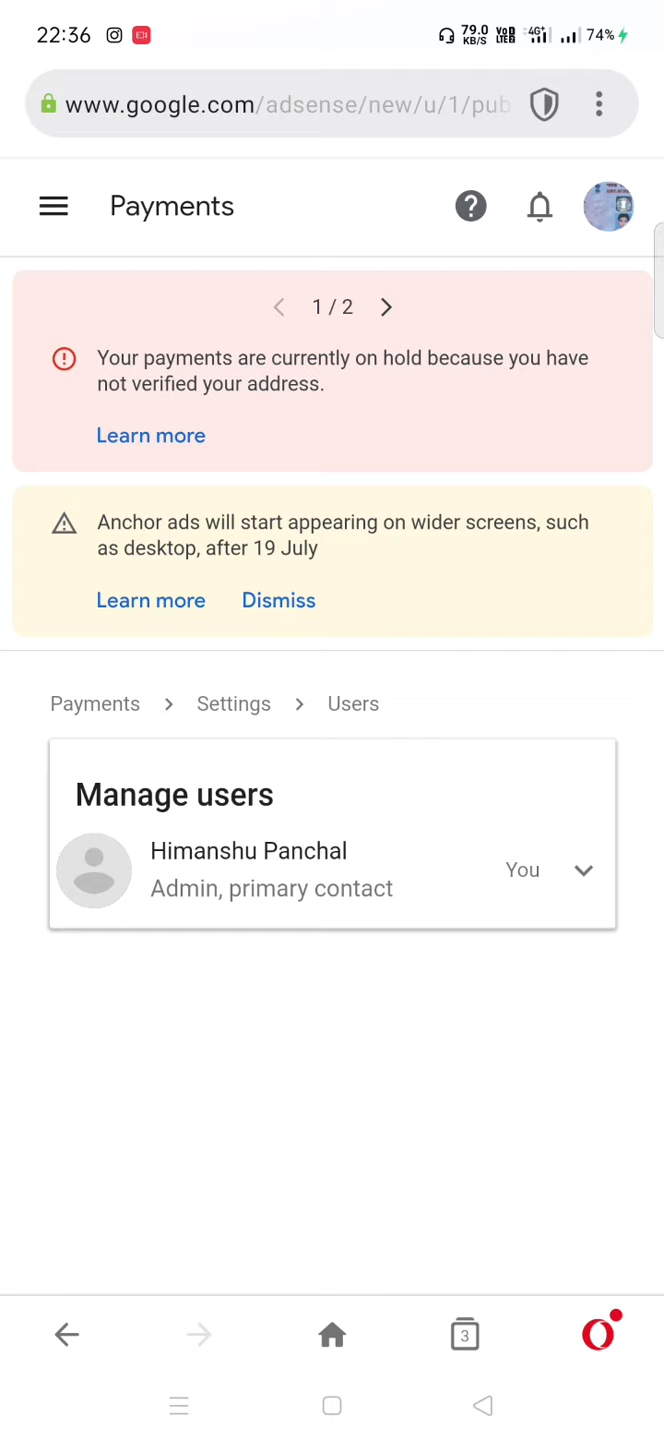 22:36
79.0 KB/S
4G+
74%
www.google.com/adsense/new/u/1/pub
Payments
1 / 2
Your payments are currently on hold because you have
not verified your address.
Learn more
Anchor ads will start appearing on wider screens, such
as desktop, after 19 July
Learn more Dismiss
Payments > Settings > Users
Manage users
Himanshu Panchal
Admin, primary contact
You
3